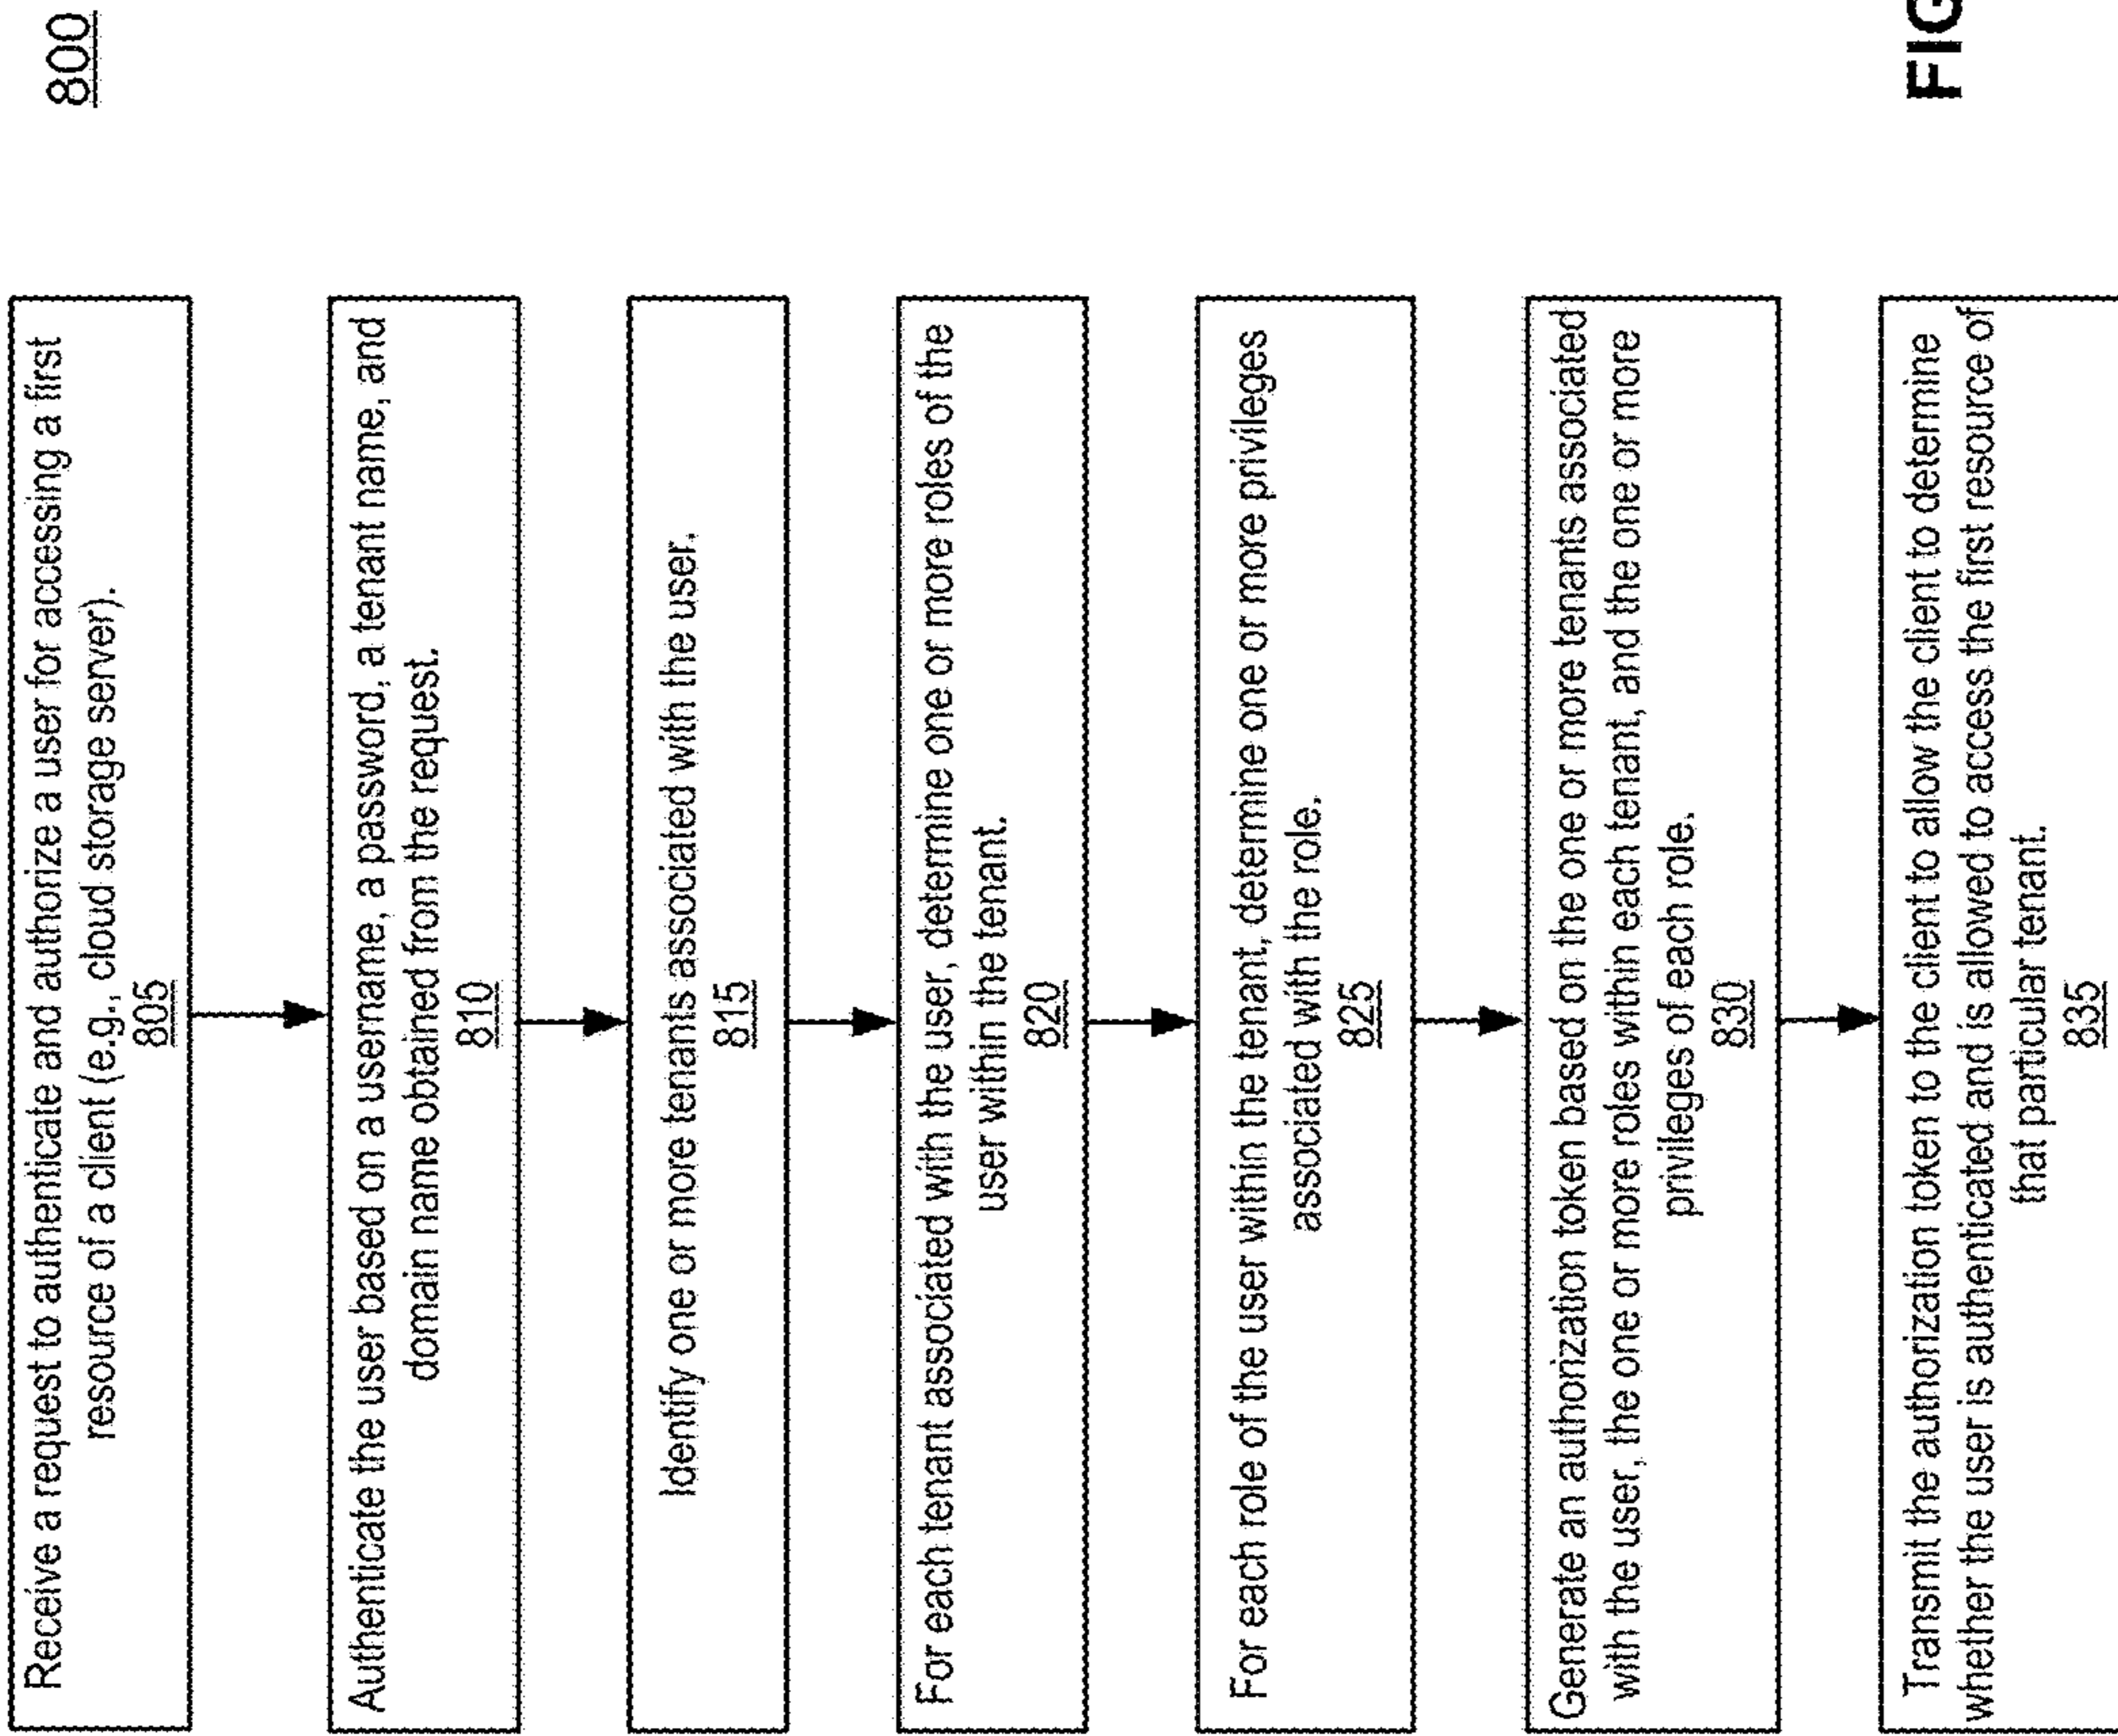 800
Receive a request to authenticate and authorize a user for accessing a first
resource of a client (e.g., cloud storage server).
805
Authenticate the user based on a username, a password, a tenant name, and
domain name obtained from the request.
810
Identify one or more tenants associated with the user.
815
For each tenant associated with the user, determine one or more roles of the
user within the tenant.
820
For each role of the user within the tenant, determine one or more privileges
associated with the role.
825
Generate an authorization token based on the one or more tenants associated
with the user, the one or more roles within each tenant, and the one or more
privileges of each role.
830
Transmit the authorization token to the client to allow the client to determine
whether the user is authenticated and is allowed to access the first resource of
that particular tenant.
835
FIG